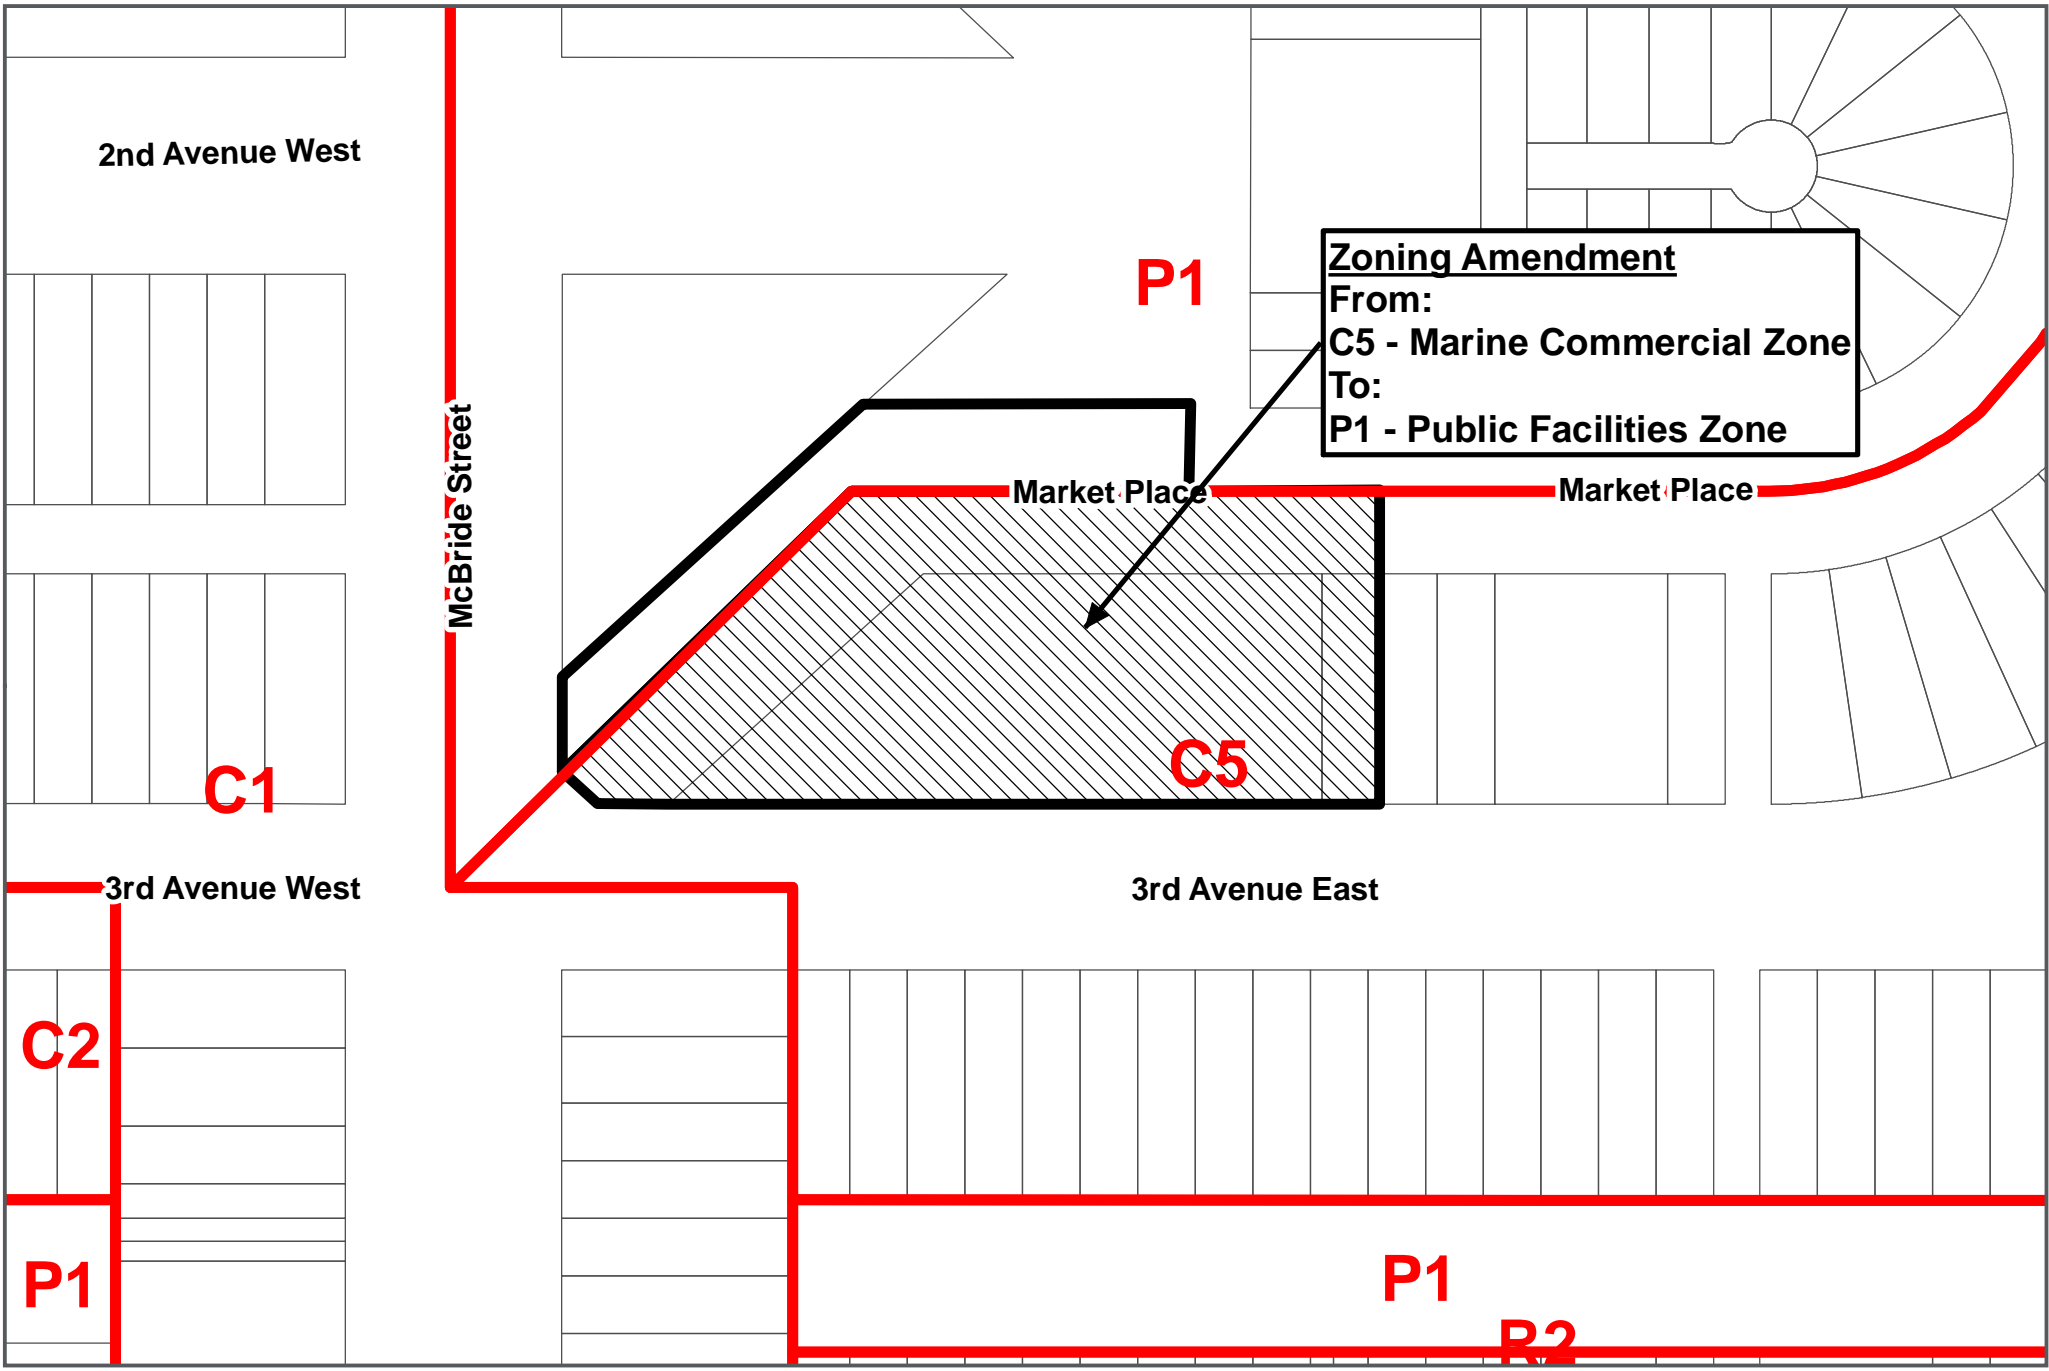 2nd Avenue West
P1
Zoning Amendment
From:
C5 - Marine Commercial Zone
To:
P1 - Public Facilities Zone
McBride Street
Market Place
Market Place
C1
C5
3rd Avenue West
3rd Avenue East
C2
P1
P1
R2